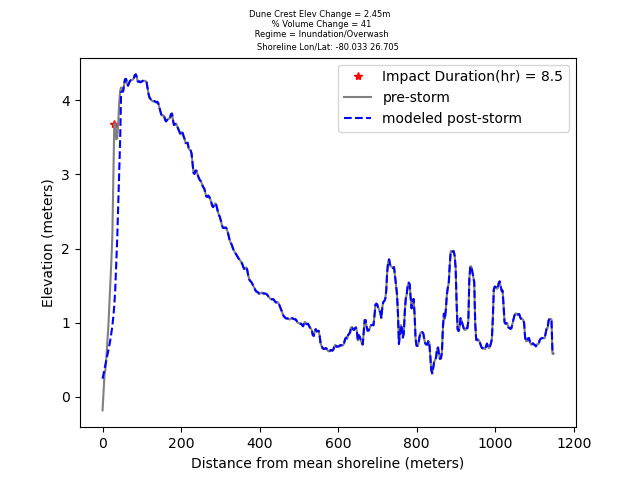 Dune Crest Elev Change = 2.45m
% Volume Change = 41
Regime = Inundation/Overwash
Shoreline Lon/Lat: -80.033 26.705
Impact Duration(hr) = 8.5
pre-storm
modeled post-storm
Elevation (meters)
4
3
2
1
0
0 200 400 600 800 1000 1200
Distance from mean shoreline (meters)